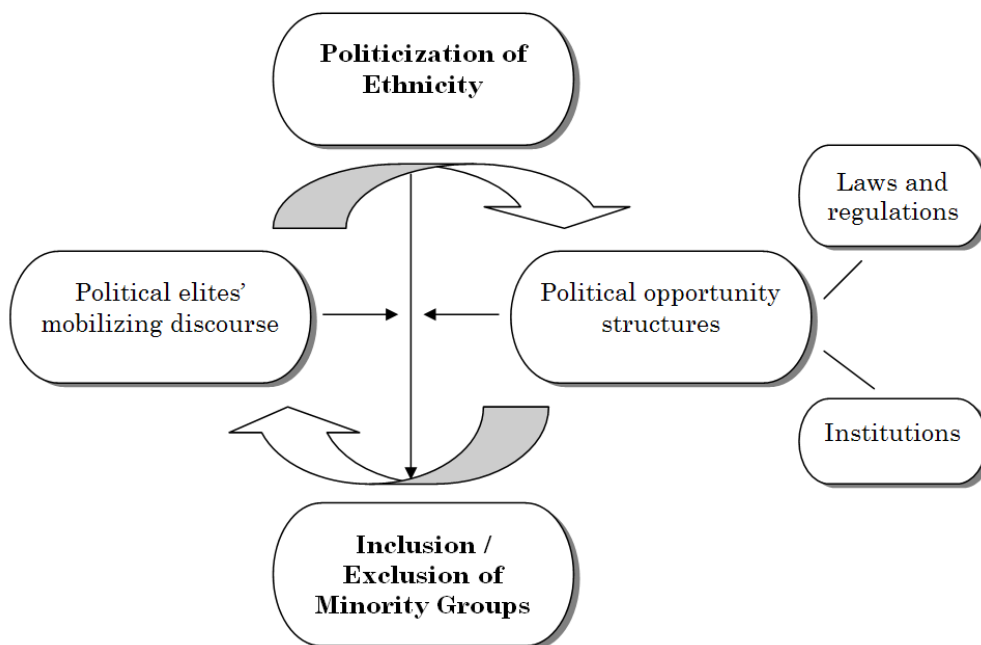 Politicization of
Ethnicity
Laws and
regulations
Political elites’
mobilizing discourse
Political opportunity
structures
Institutions
Inclusion /
Exclusion of
Minority Groups